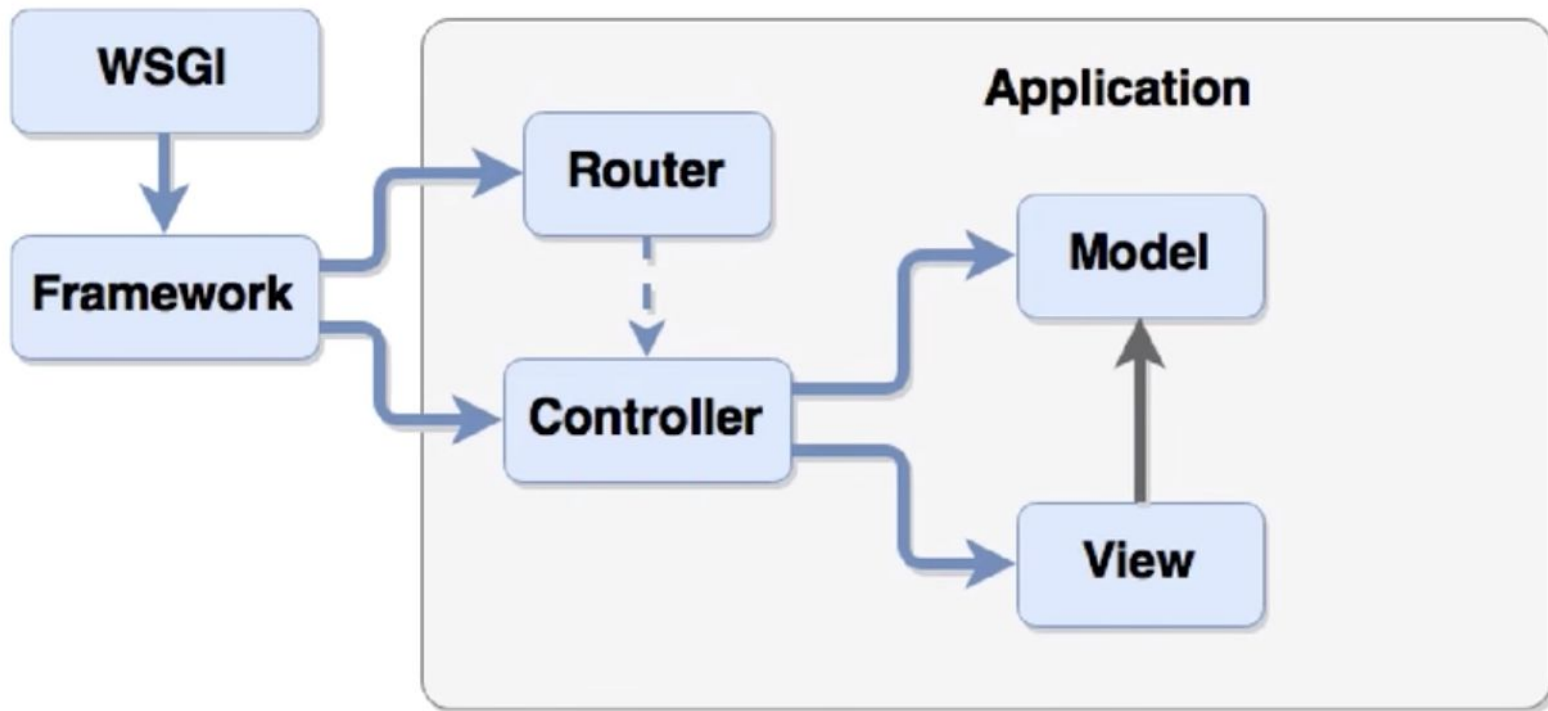 WSGI
Application
Router
Model
Framework
Controller
View